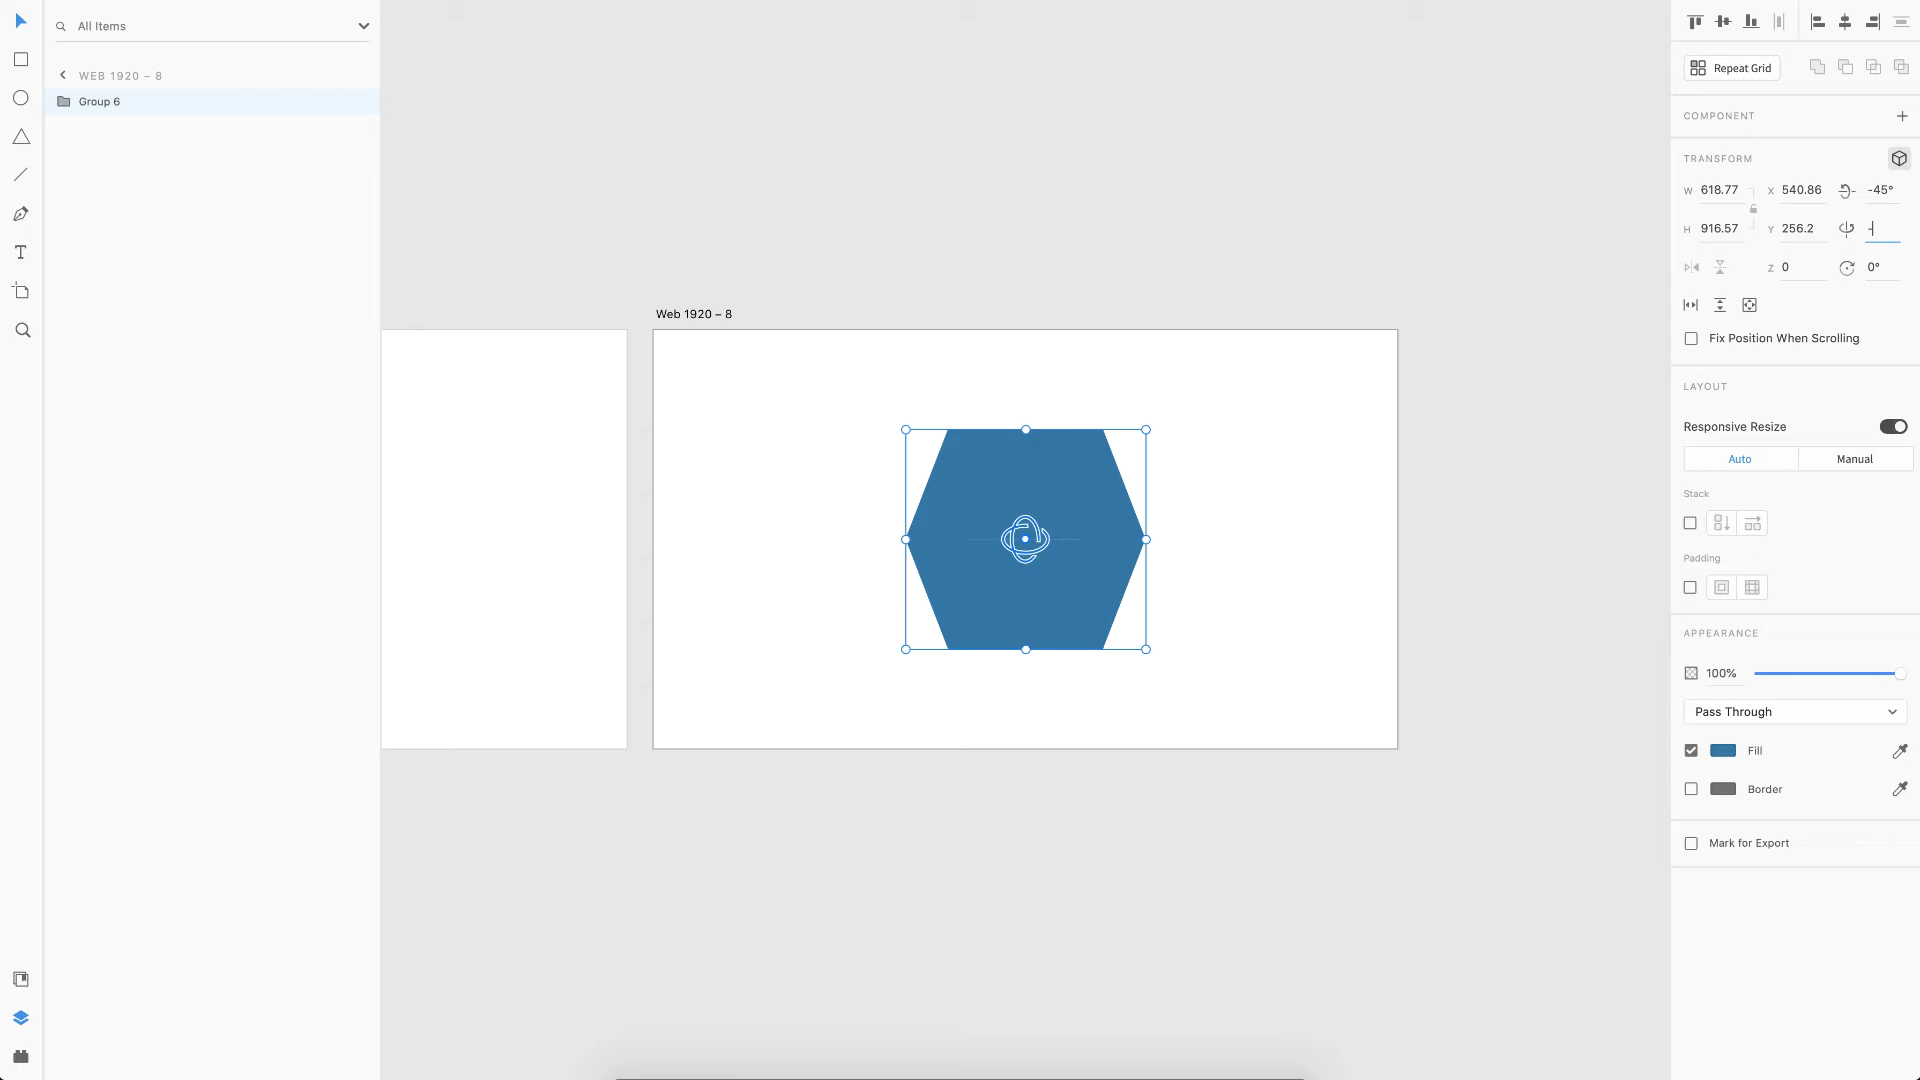 All Items
WEB 1920 – 8
Group 6
Web 1920 – 8
Repeat Grid
COMPONENT
TRANSFORM
W 618.77 X 540.86 -45°
H 916.57 Y 256.2 -
Z 0 0°
Fix Position When Scrolling
LAYOUT
Responsive Resize
Auto Manual
Stack
Padding
APPEARANCE
100%
Pass Through
Fill
Border
Mark for Export